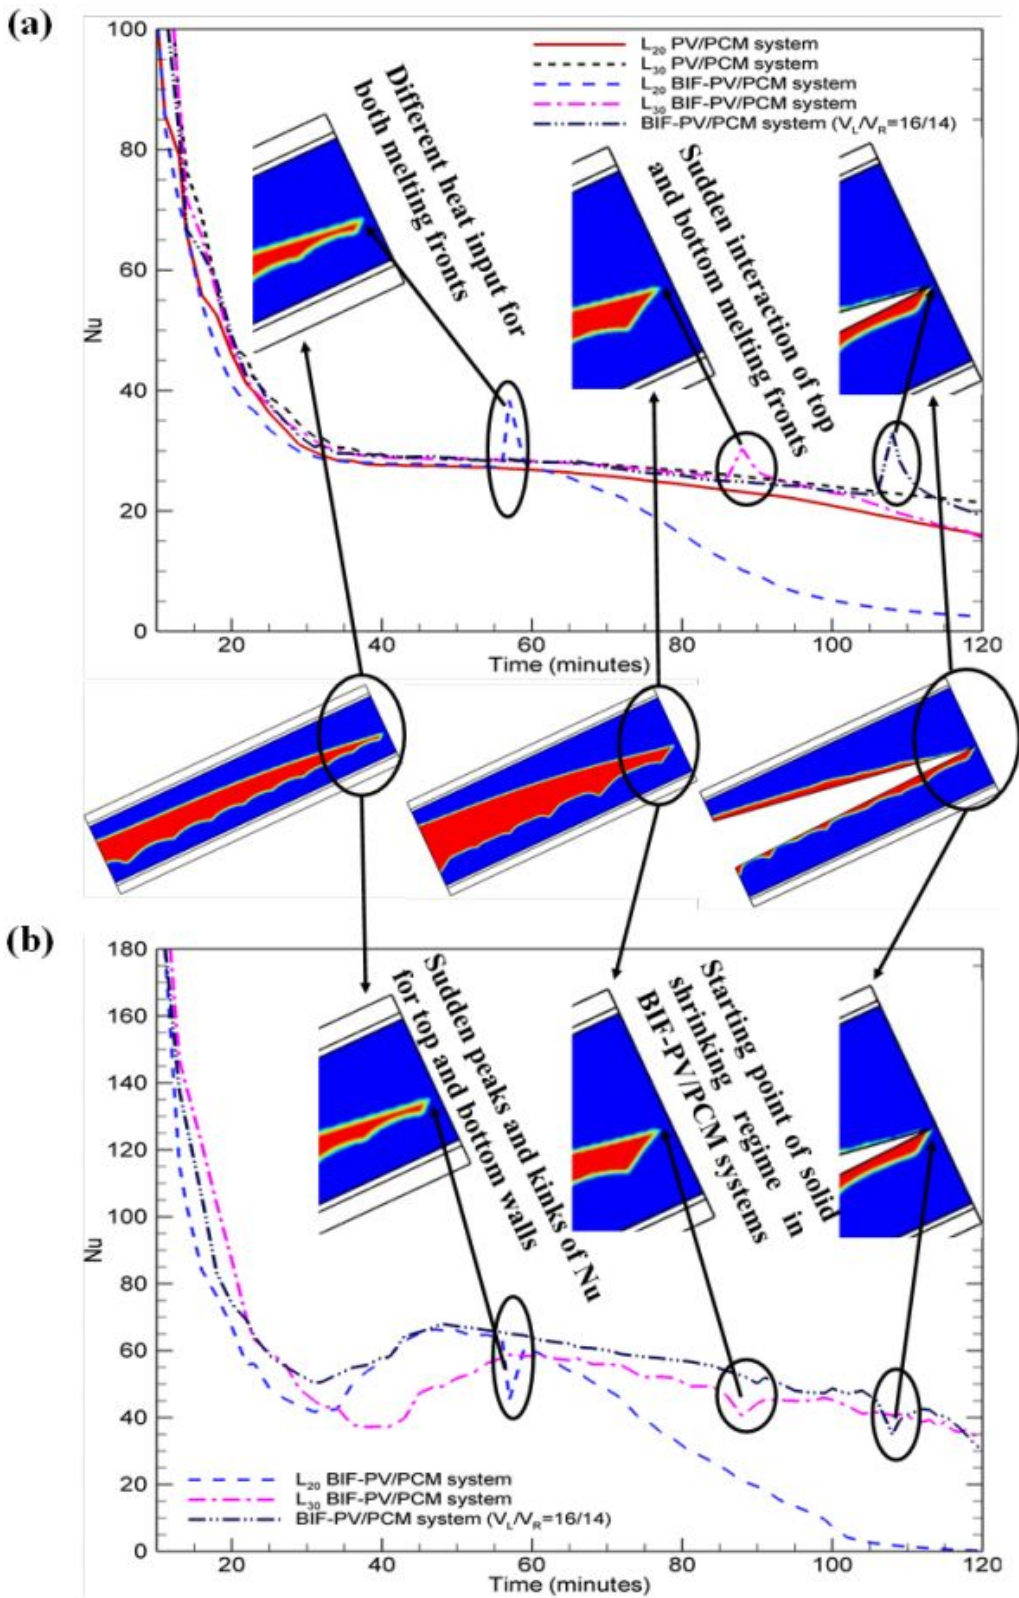 (a)
100
80
60
40
20
0
Nu
20
40
60
80
100
120
Time (minutes)
L20 PV/PCM system
L30 PV/PCM system
L20 BIF-PV/PCM system
L30 BIF-PV/PCM system
BIF-PV/PCM system (VL/VR=16/14)
Different heat input for
both melting fronts
Sudden interaction of top
and bottom melting fronts
(b)
180
160
140
120
100
80
60
40
20
0
Nu
20
40
60
80
100
120
Time (minutes)
Sudden peaks and kinks of Nu
for top and bottom walls
Starting point of solid
shrinking regime in
BIF-PV/PCM systems
L20 BIF-PV/PCM system
L30 BIF-PV/PCM system
BIF-PV/PCM system (VL/VR=16/14)